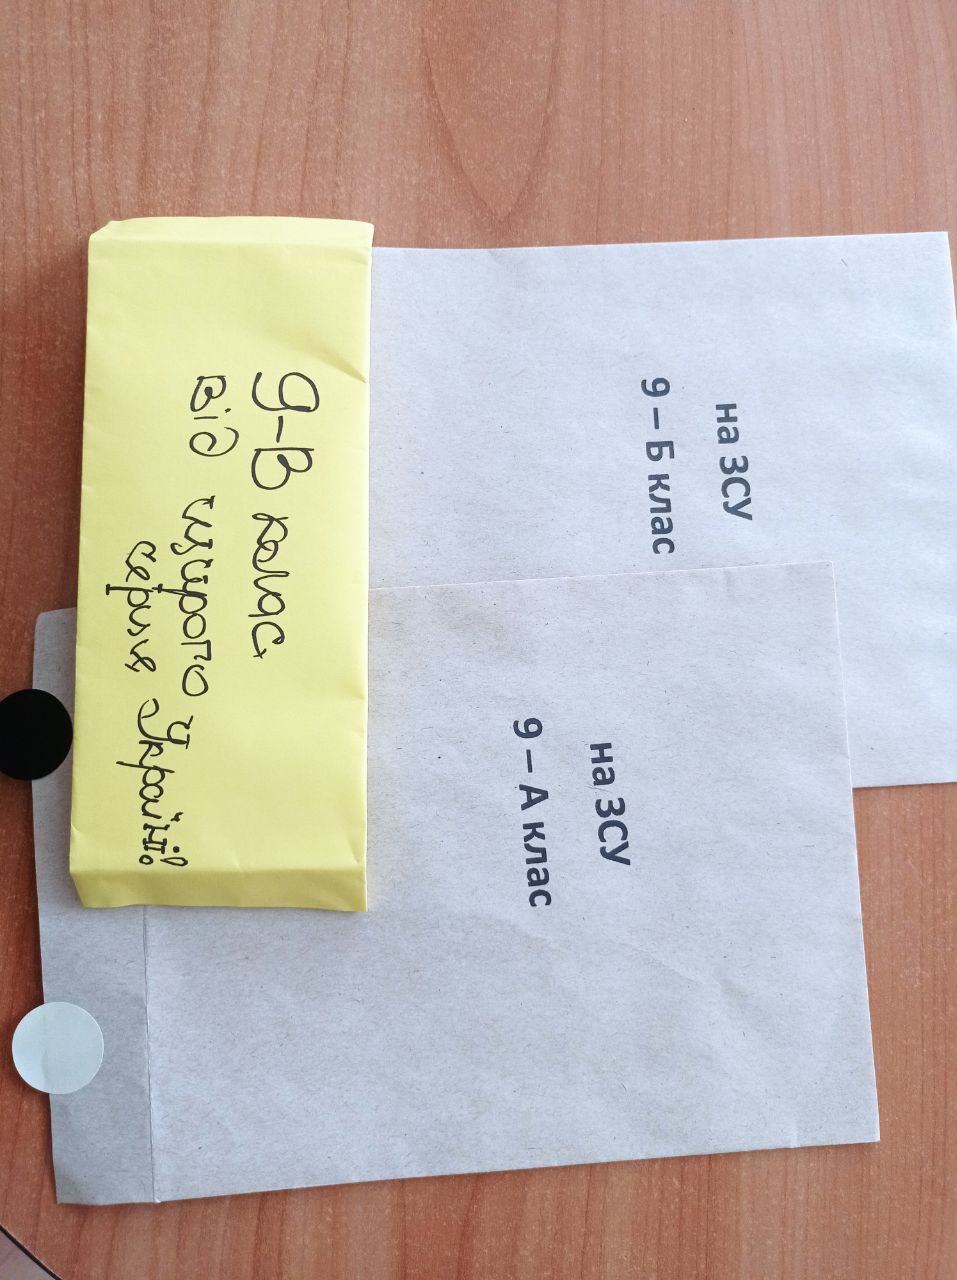 на ЗСУ
9 – Б клас
на ЗСУ
9 – А клас
9-В клас
Від щирого
серця Україні!